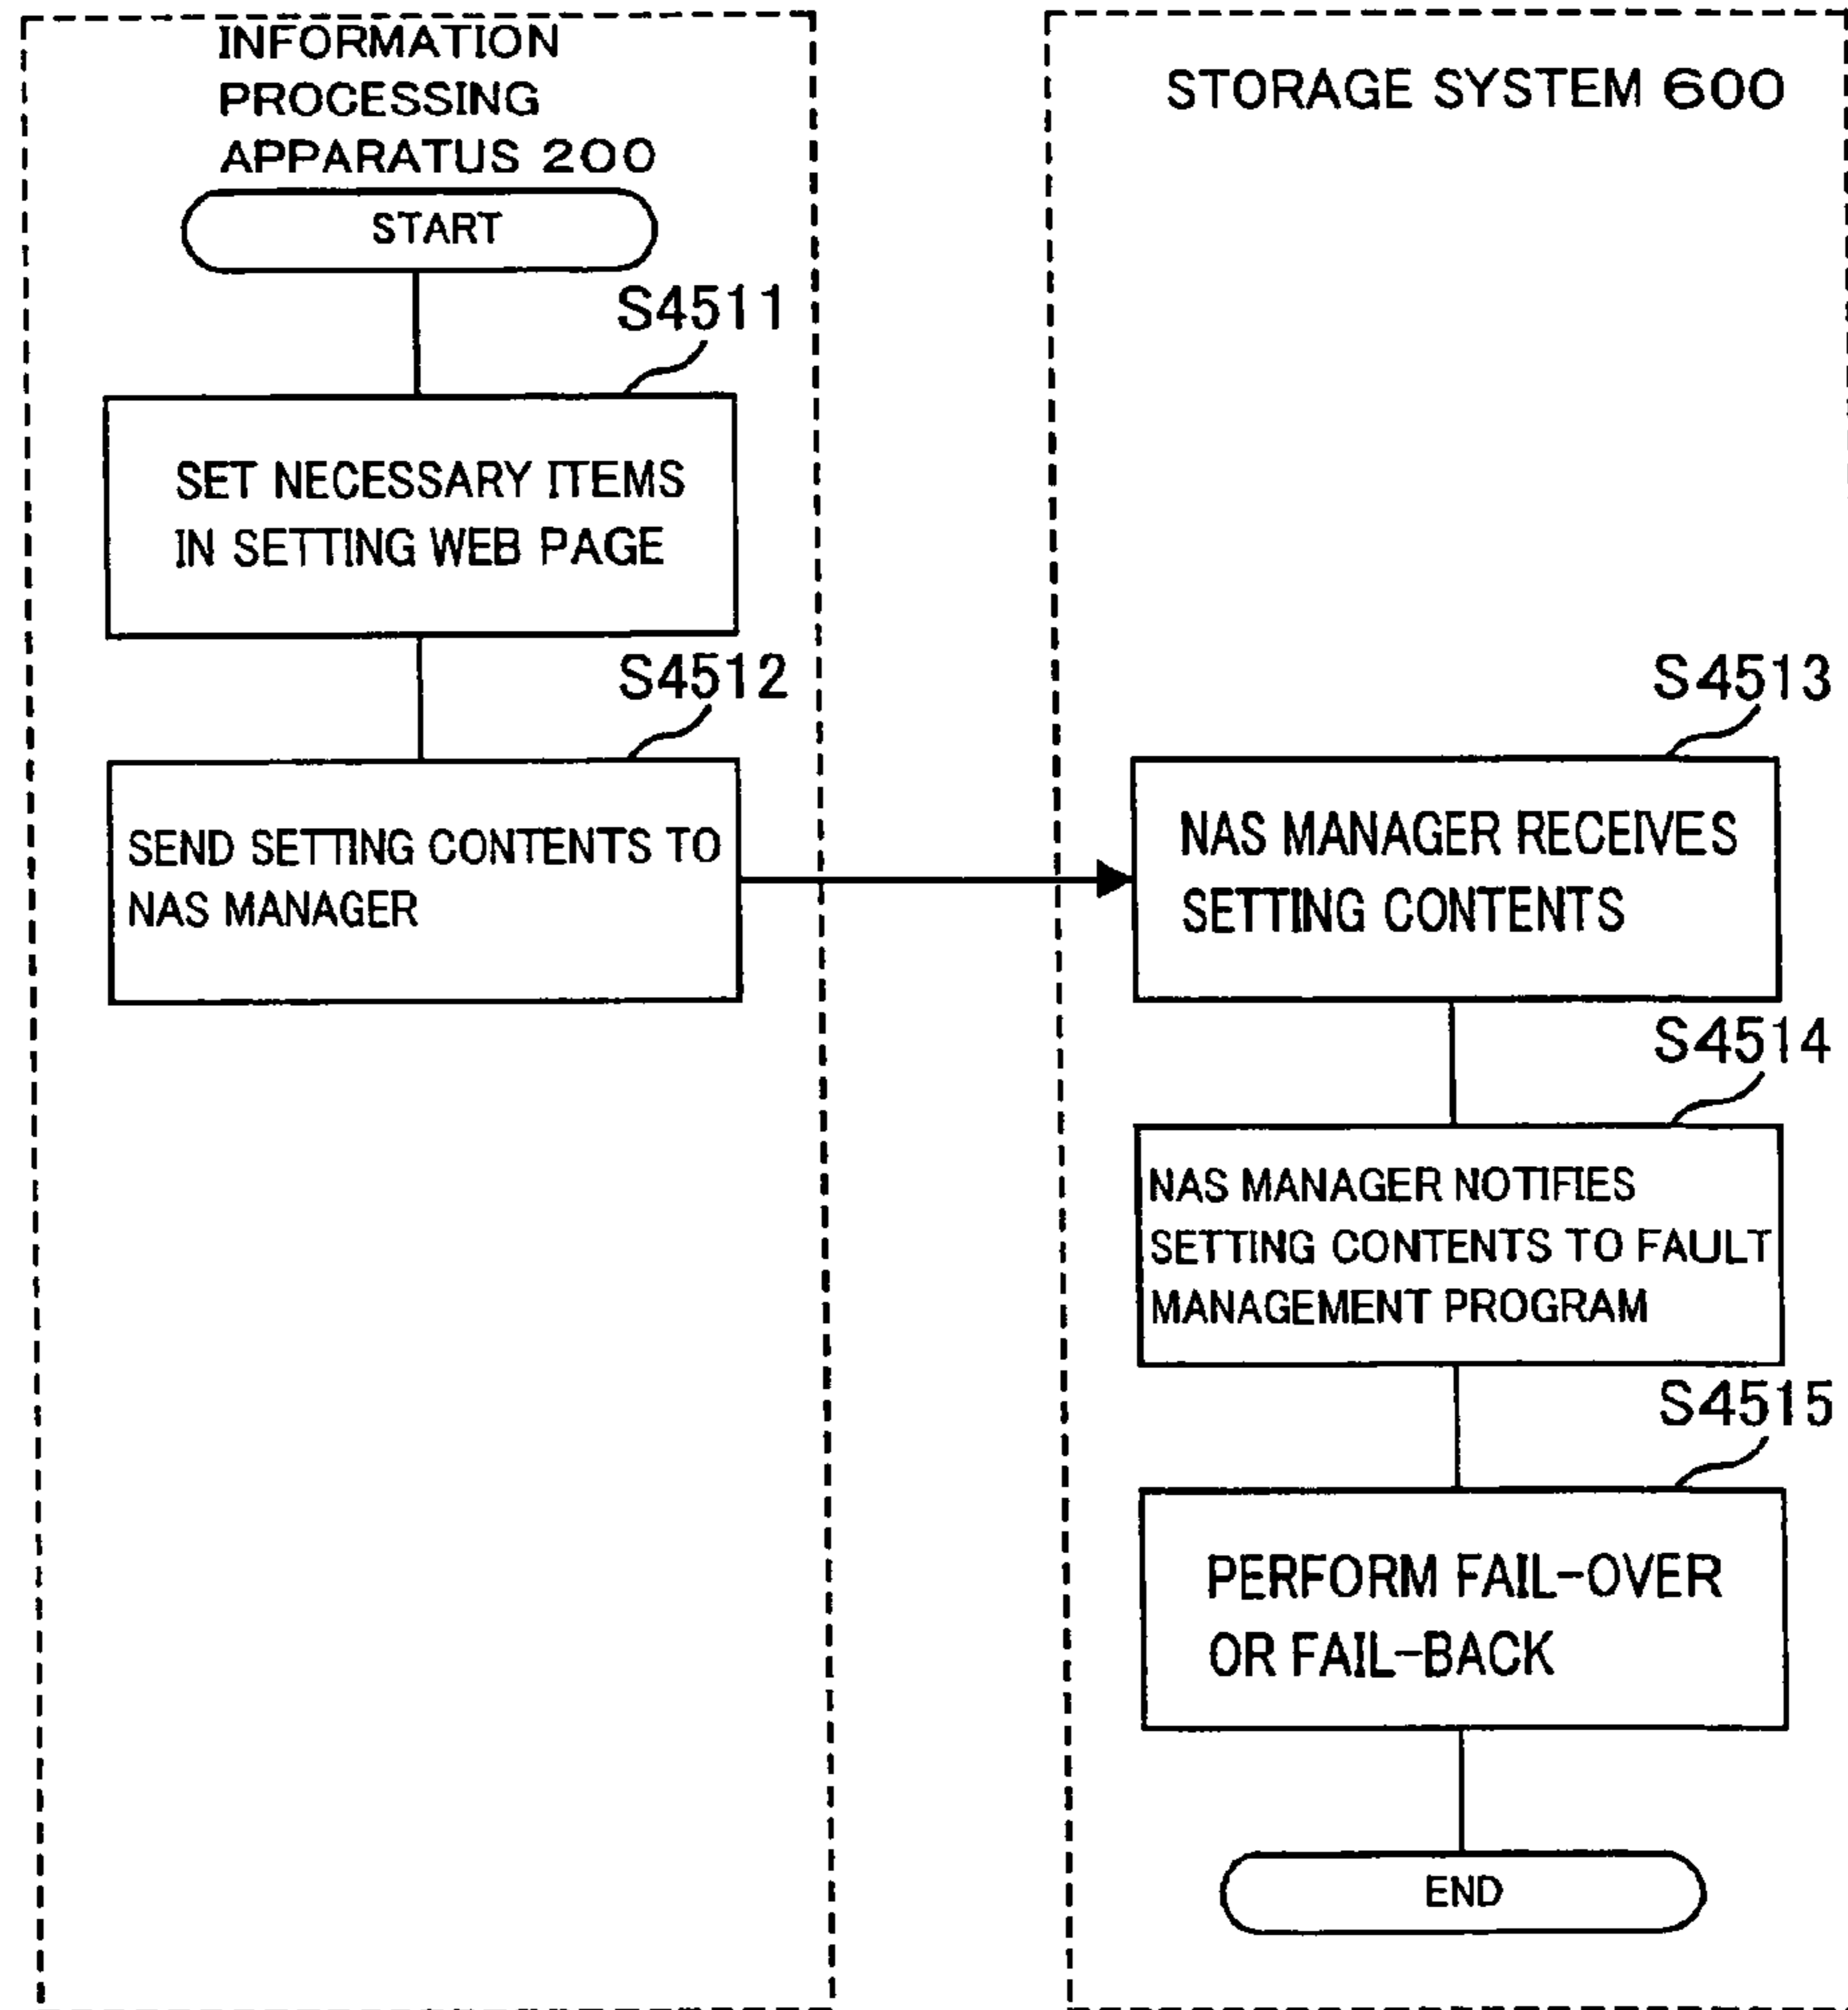 INFORMATION
PROCESSING
APPARATUS 200
START
S4511
SET NECESSARY ITEMS
IN SETTING WEB PAGE
S4512
SEND SETTING CONTENTS TO
NAS MANAGER
STORAGE SYSTEM 600
S4513
NAS MANAGER RECEIVES
SETTING CONTENTS
S4514
NAS MANAGER NOTIFIES
SETTING CONTENTS TO FAULT
MANAGEMENT PROGRAM
S4515
PERFORM FAIL-OVER
OR FAIL-BACK
END